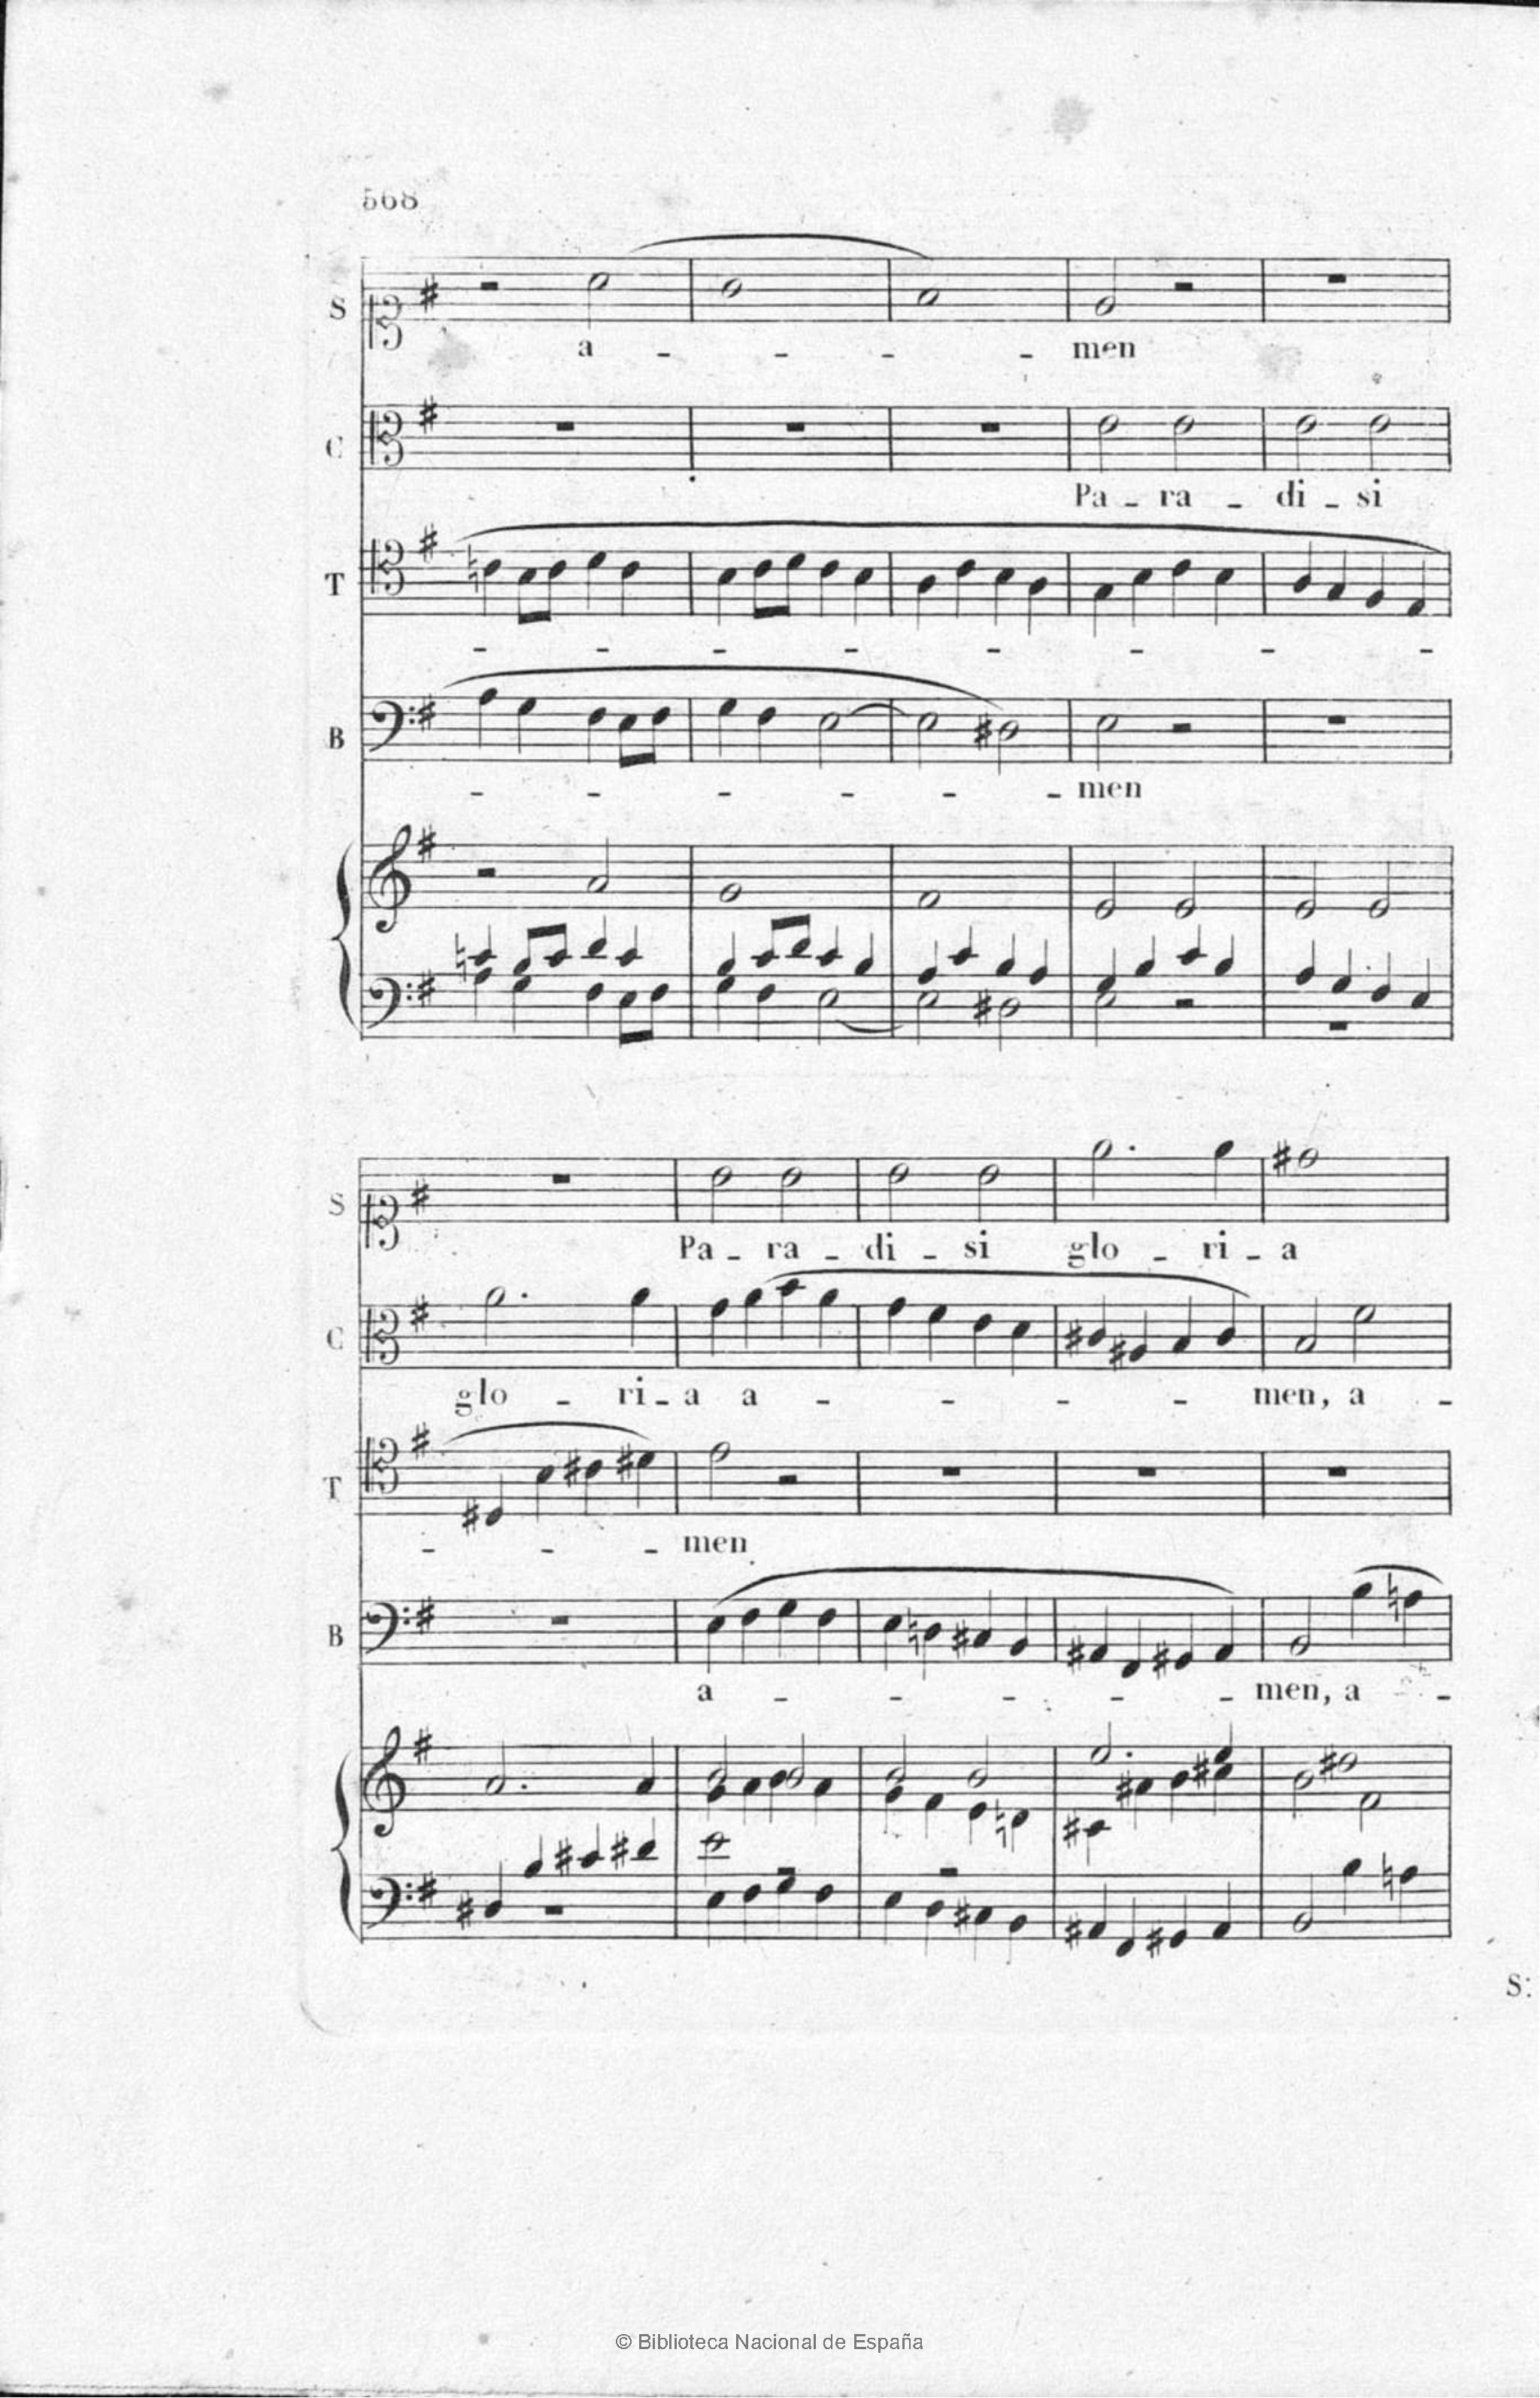 568
S
a - - - men
C
Pa - ra - di - si
T
- - - - - - - -
B
- - - - - - men
S
Pa - ra - di - si glo - ri - a
C
glo - ri - a a - - - - men, a -
T
- - - men
B
a - - - - - men, a -
S:
© Biblioteca Nacional de España